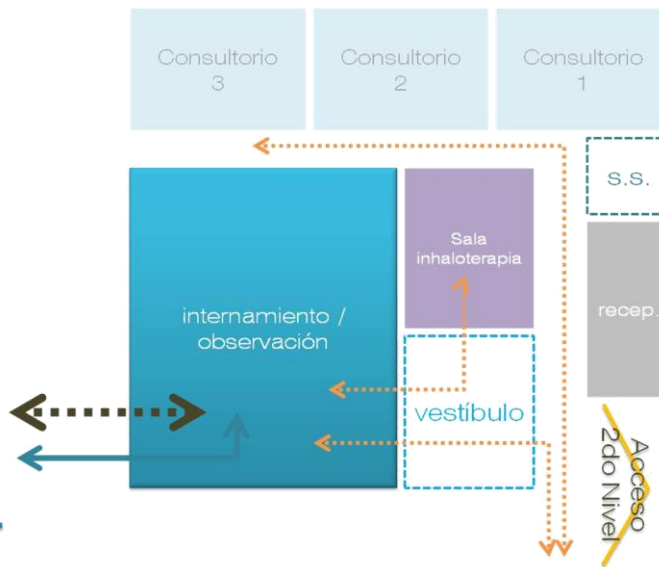 Consultorio
3
Consultorio
2
Consultorio
1
s.s.
Sala
inhaloterapia
internamiento /
observación
recep.
vestíbulo
Acceso
2do Nivel